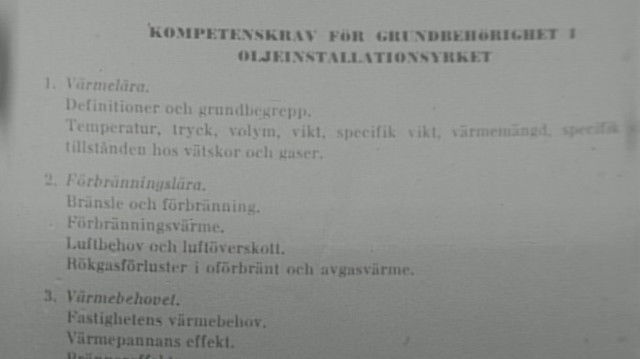 KOMPETENSKRAV FÖR GRUNDBEHÖRIGHET I
OLJEINSTALLATIONSYRKET
1. Värmelära.
Definitioner och grundbegrepp.
Temperatur, tryck, volym, vikt, specifik vikt, värmemängd, specifik
tillstånden hos vätskor och gaser.
2. Förbränningslära.
Bränsle och förbränning.
Förbränningsvärme.
Luftbehov och luftöverskott.
Rökgasförluster i oförbränt och avgasvärme.
3. Värmebehovet.
Fastighetens värmebehov.
Värmepannans effekt.